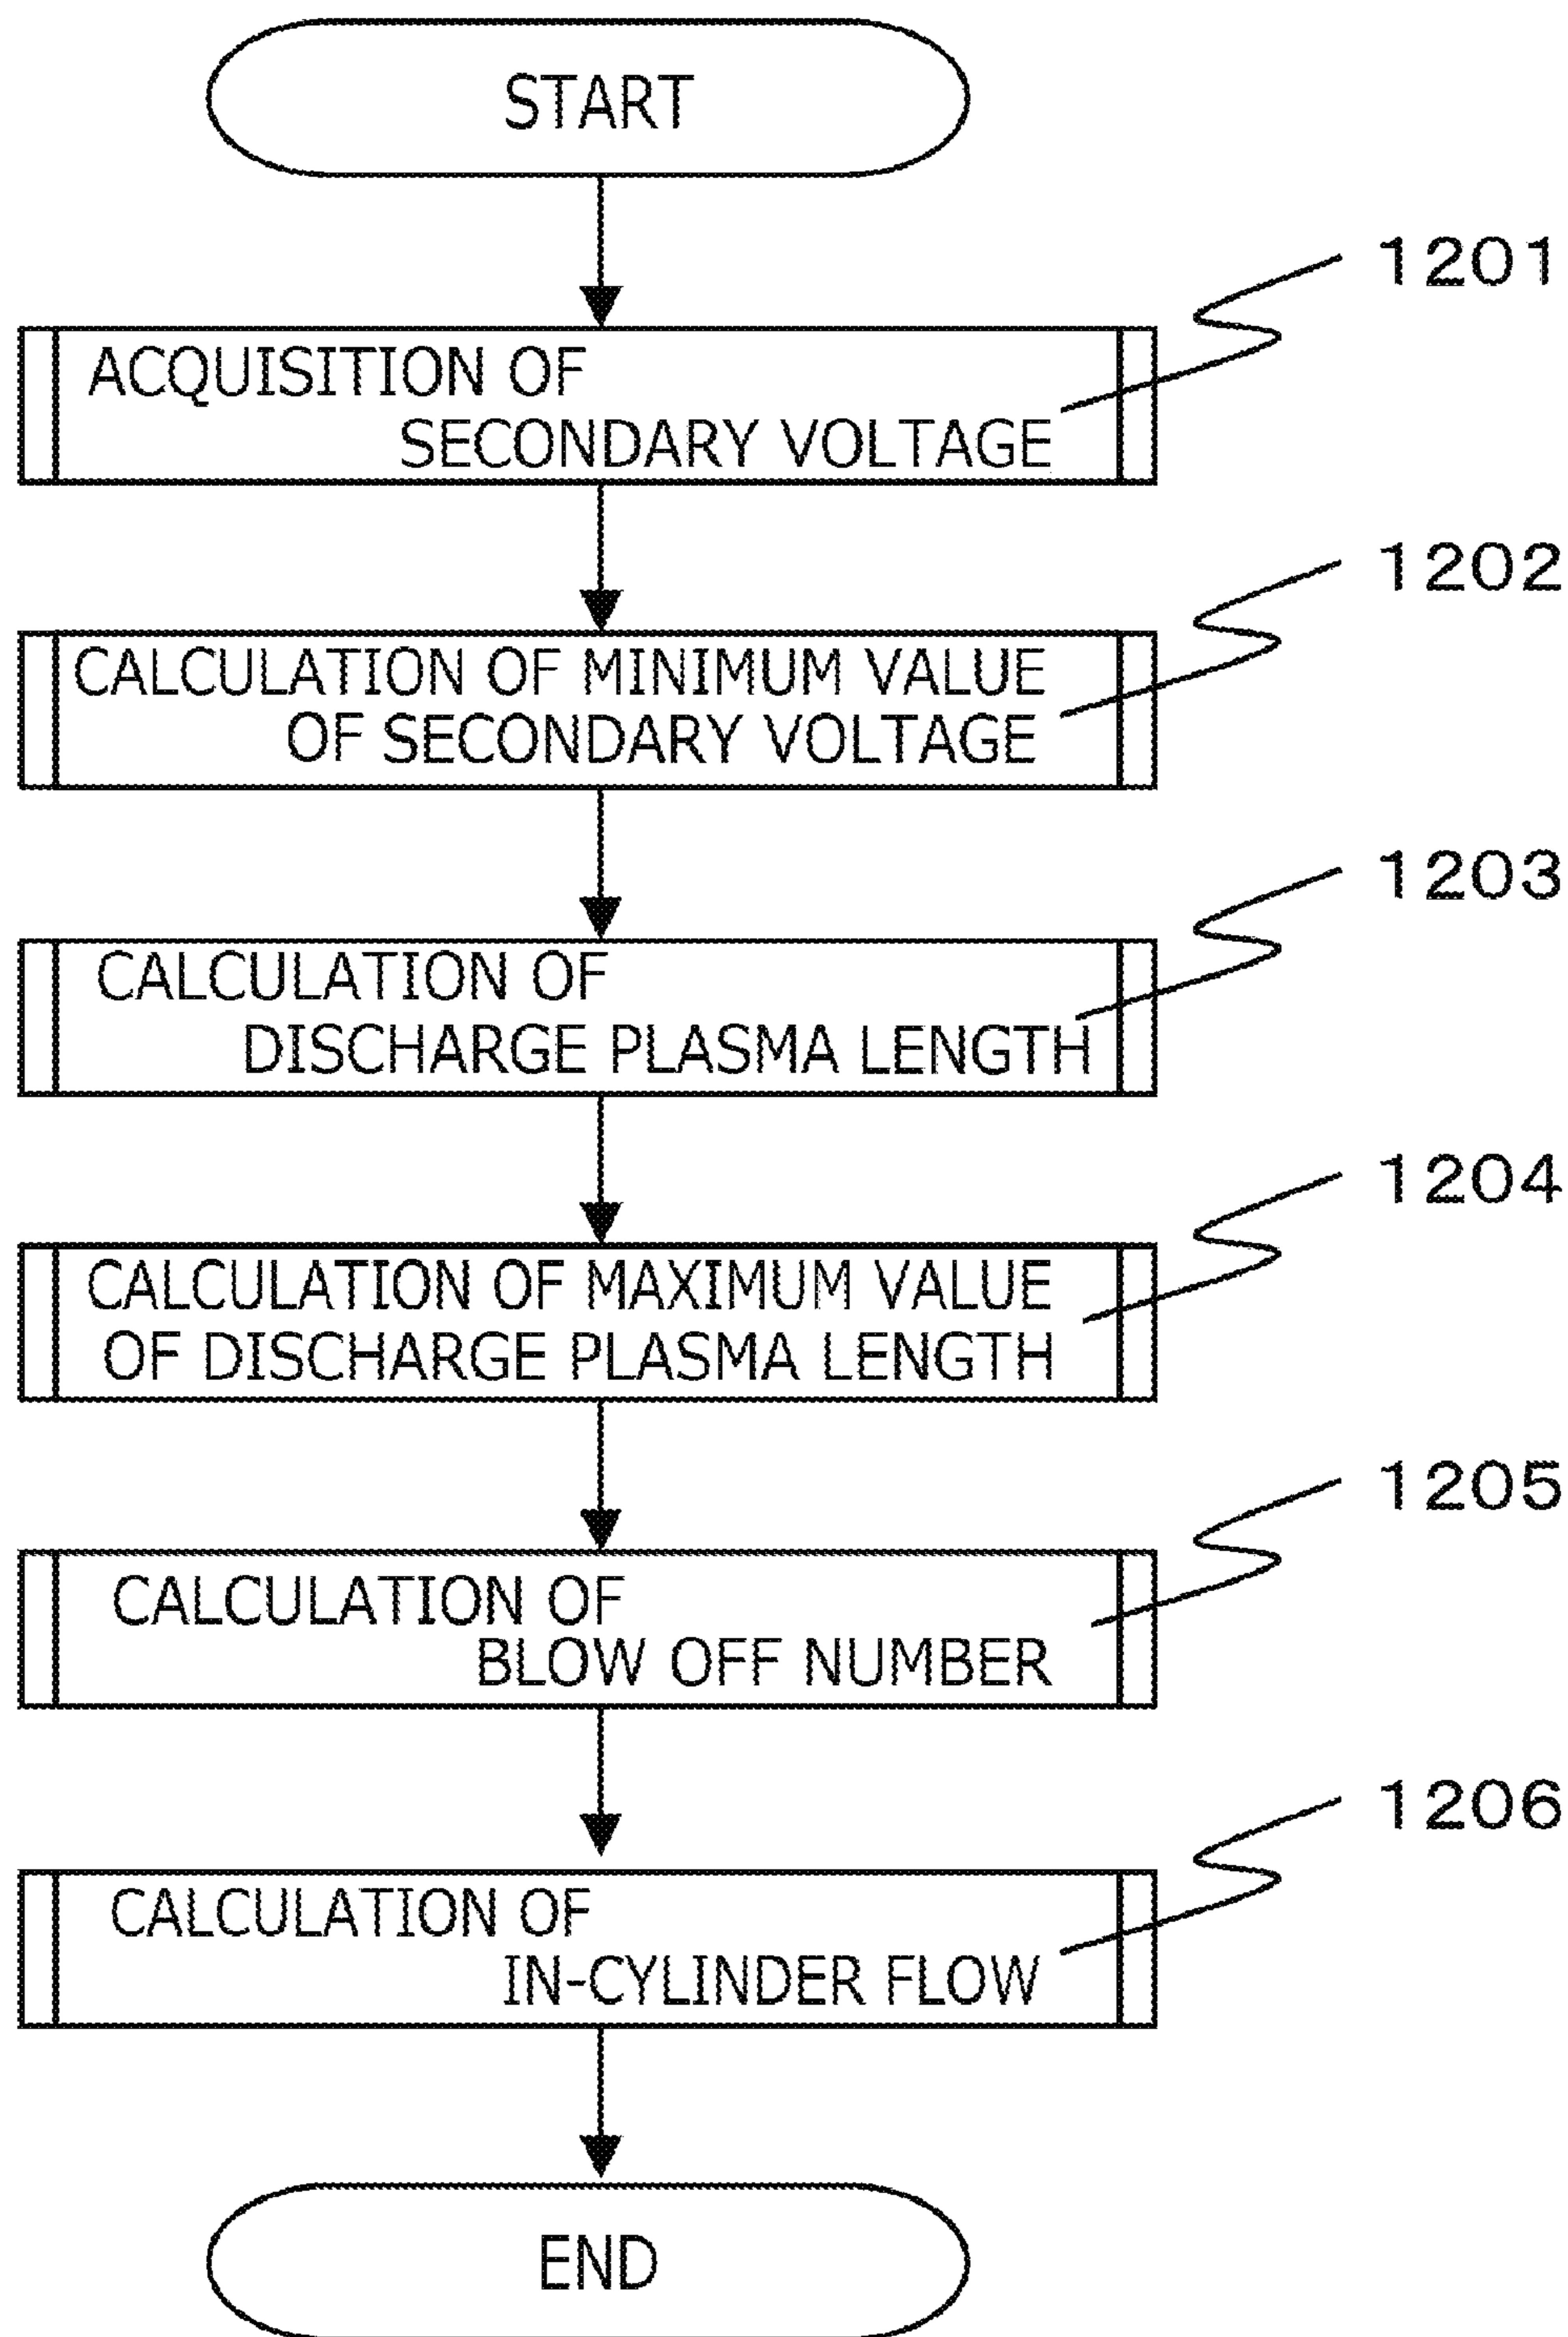 START
1201
ACQUISITION OF
SECONDARY VOLTAGE
1202
CALCULATION OF MINIMUM VALUE
OF SECONDARY VOLTAGE
1203
CALCULATION OF
DISCHARGE PLASMA LENGTH
1204
CALCULATION OF MAXIMUM VALUE
OF DISCHARGE PLASMA LENGTH
1205
CALCULATION OF
BLOW OFF NUMBER
1206
CALCULATION OF
IN-CYLINDER FLOW
END